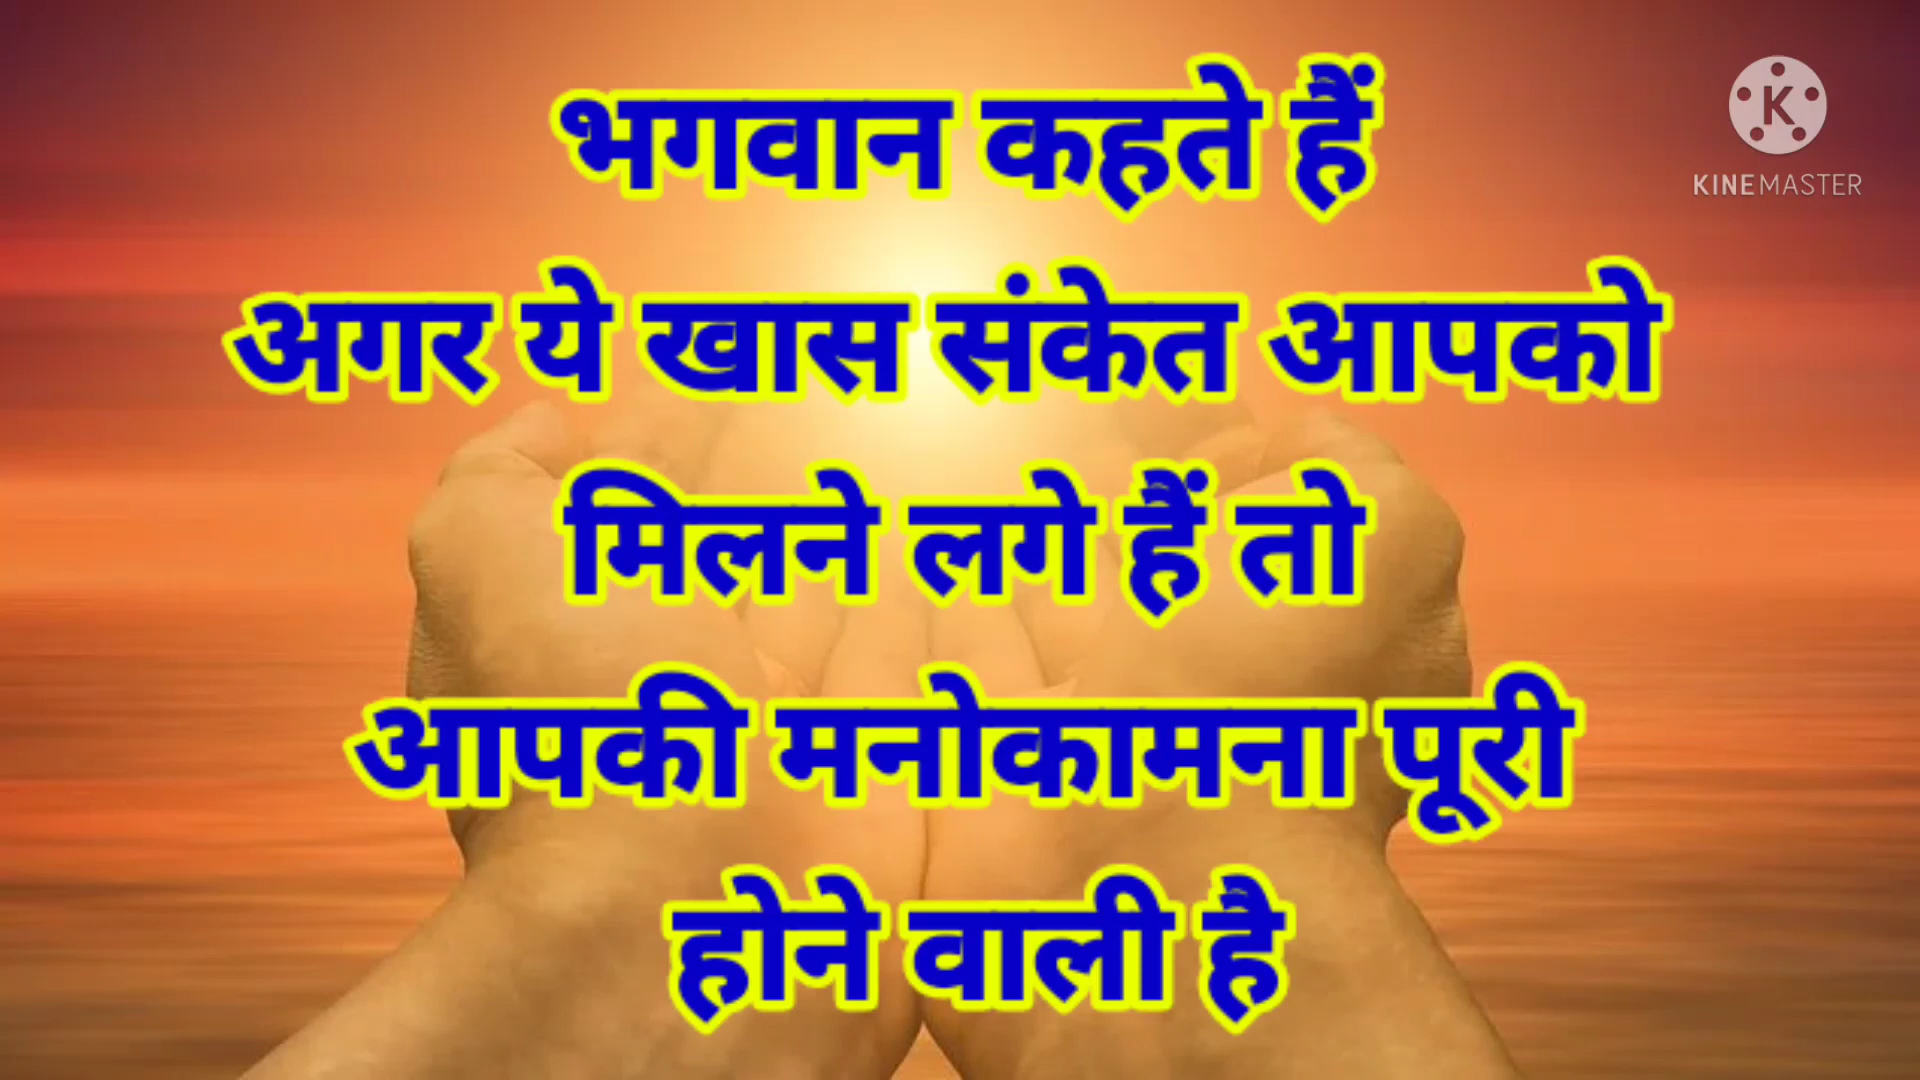 भगवान कहते हैं
K
KINEMASTER
अगर ये खास संकेत आपको
मिलने लगे हैं तो
आपकी मनोकामना पूरी
होने वाली है